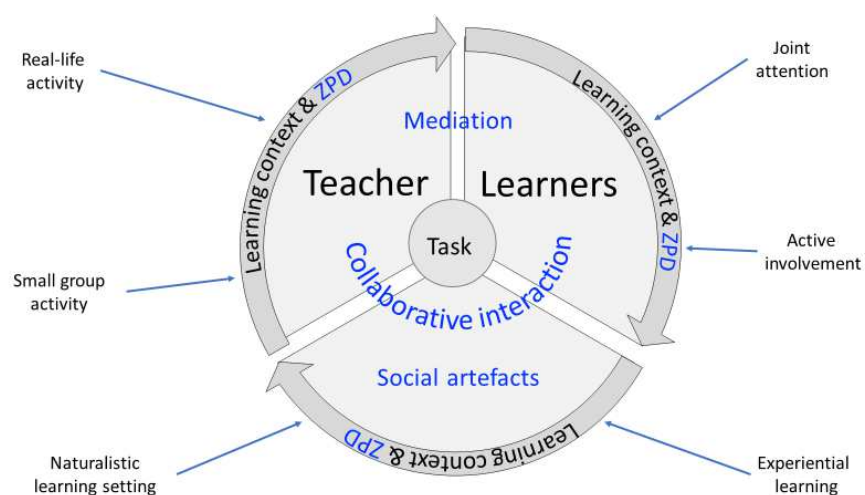 Real-life
activity
Joint
attention
Learning context & ZPD
Learning context & ZPD
Mediation
Teacher
Learners
Task
Collaborative interaction
Small group
activity
Active
involvement
Social artefacts
Learning context & ZPD
Naturalistic
learning setting
Experiential
learning